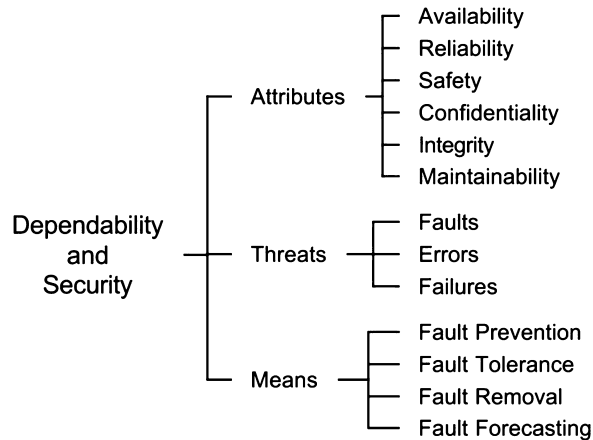 Dependability
and
Security
Attributes
Availability
Reliability
Safety
Confidentiality
Integrity
Maintainability
Threats
Faults
Errors
Failures
Means
Fault Prevention
Fault Tolerance
Fault Removal
Fault Forecasting